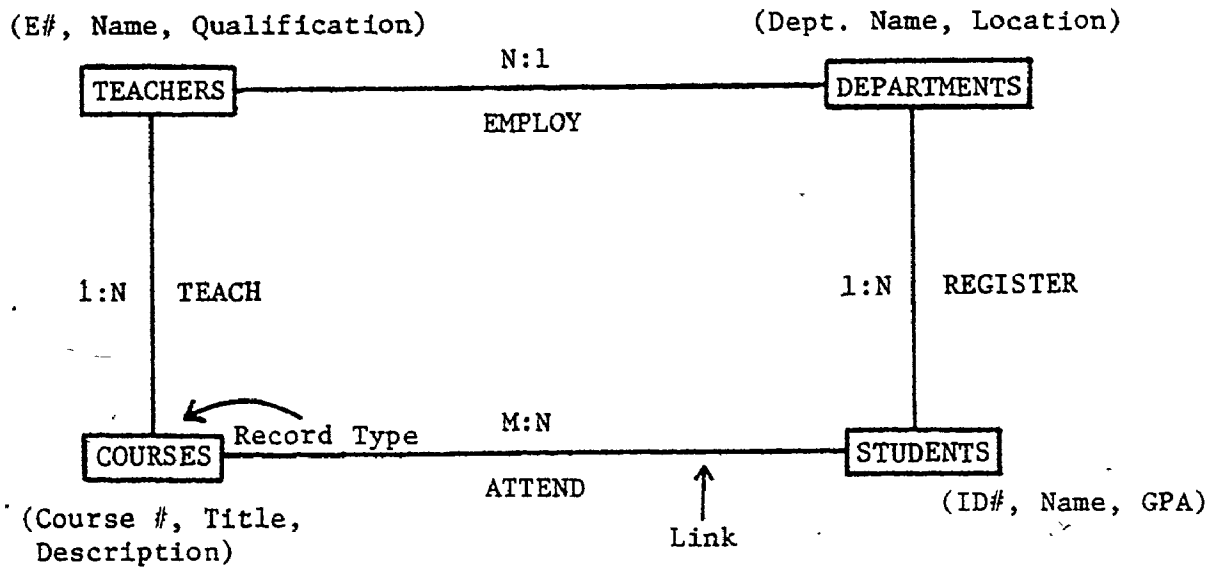 (E#, Name, Qualification)
(Dept. Name, Location)
N:1
TEACHERS
DEPARTMENTS
EMPLOY
1:N
TEACH
1:N
REGISTER
Record Type
M:N
COURSES
STUDENTS
ATTEND
(ID#, Name, GPA)
(Course #, Title,
Description)
Link